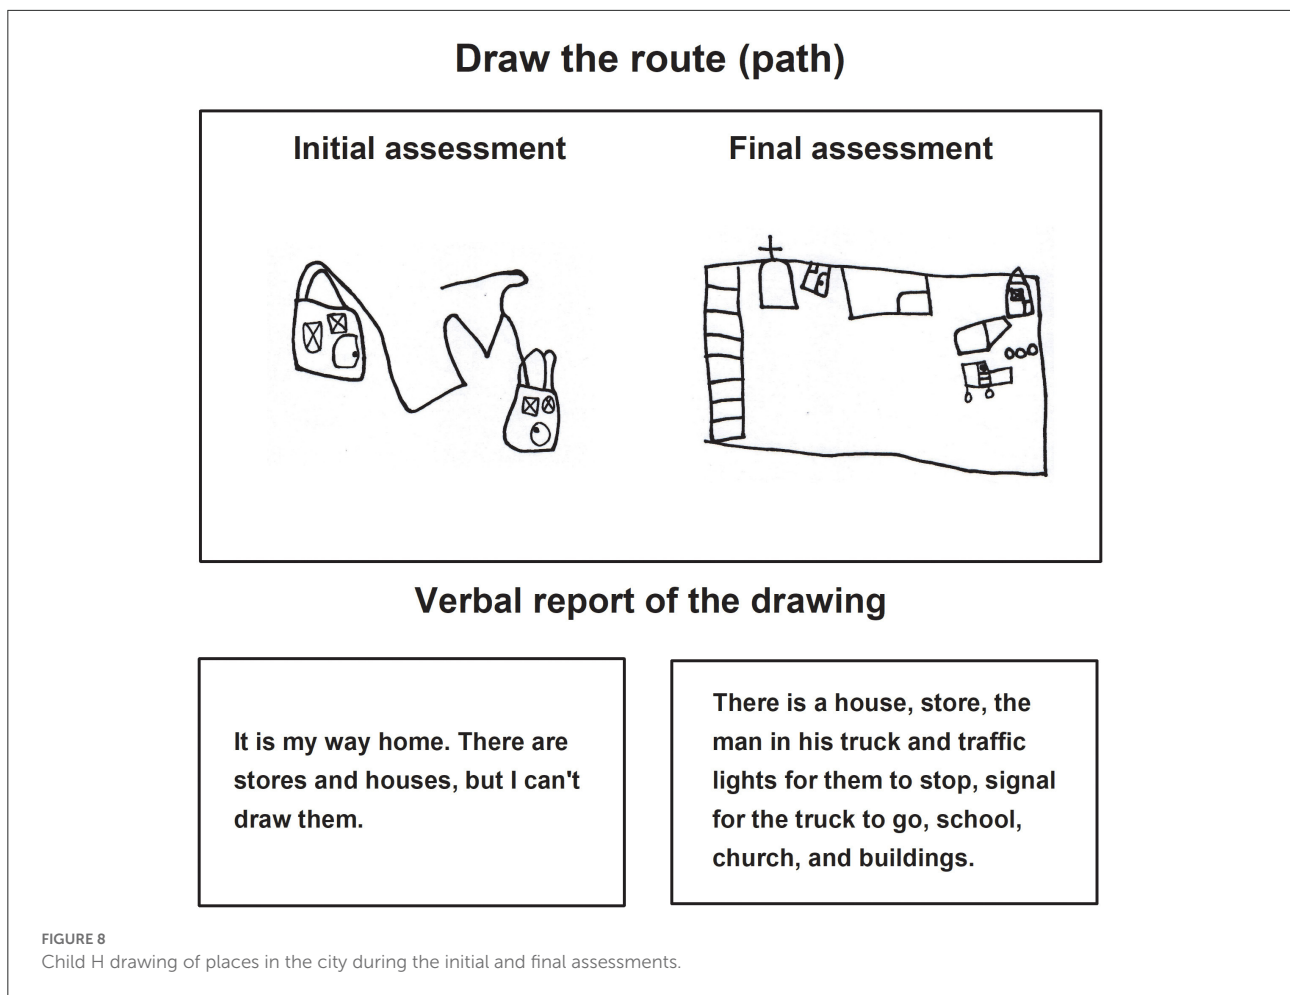 Draw the route (path)
Initial assessment
Final assessment
Verbal report of the drawing
It is my way home. There are
stores and houses, but I can't
draw them.
There is a house, store, the
man in his truck and traffic
lights for them to stop, signal
for the truck to go, school,
church, and buildings.
FIGURE 8
Child H drawing of places in the city during the initial and final assessments.